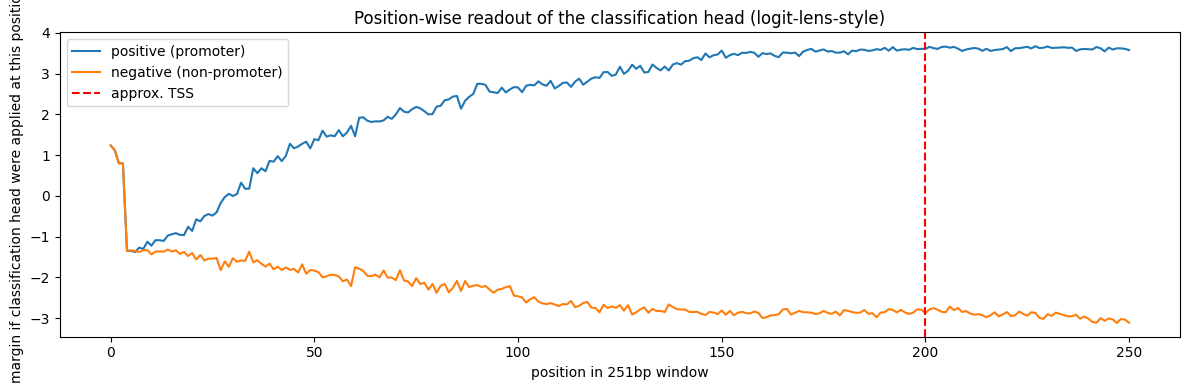 Position-wise readout of the classification head (logit-lens-style)
positive (promoter)
negative (non-promoter)
approx. TSS
margin if classification head were applied at this positio
4
3
2
1
0
−1
−2
−3
0 50 100 150 200 250
position in 251bp window